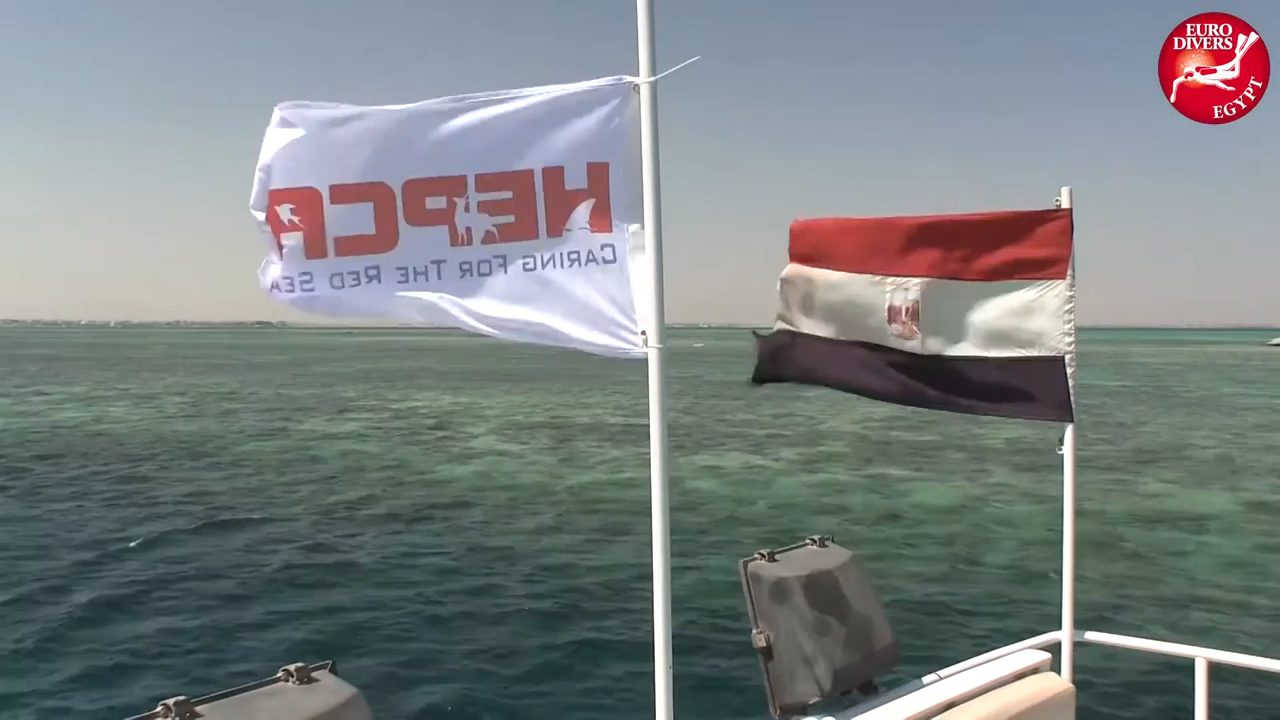 HEPCA
CARING FOR THE RED SEA
EURO
DIVERS
EGYPT